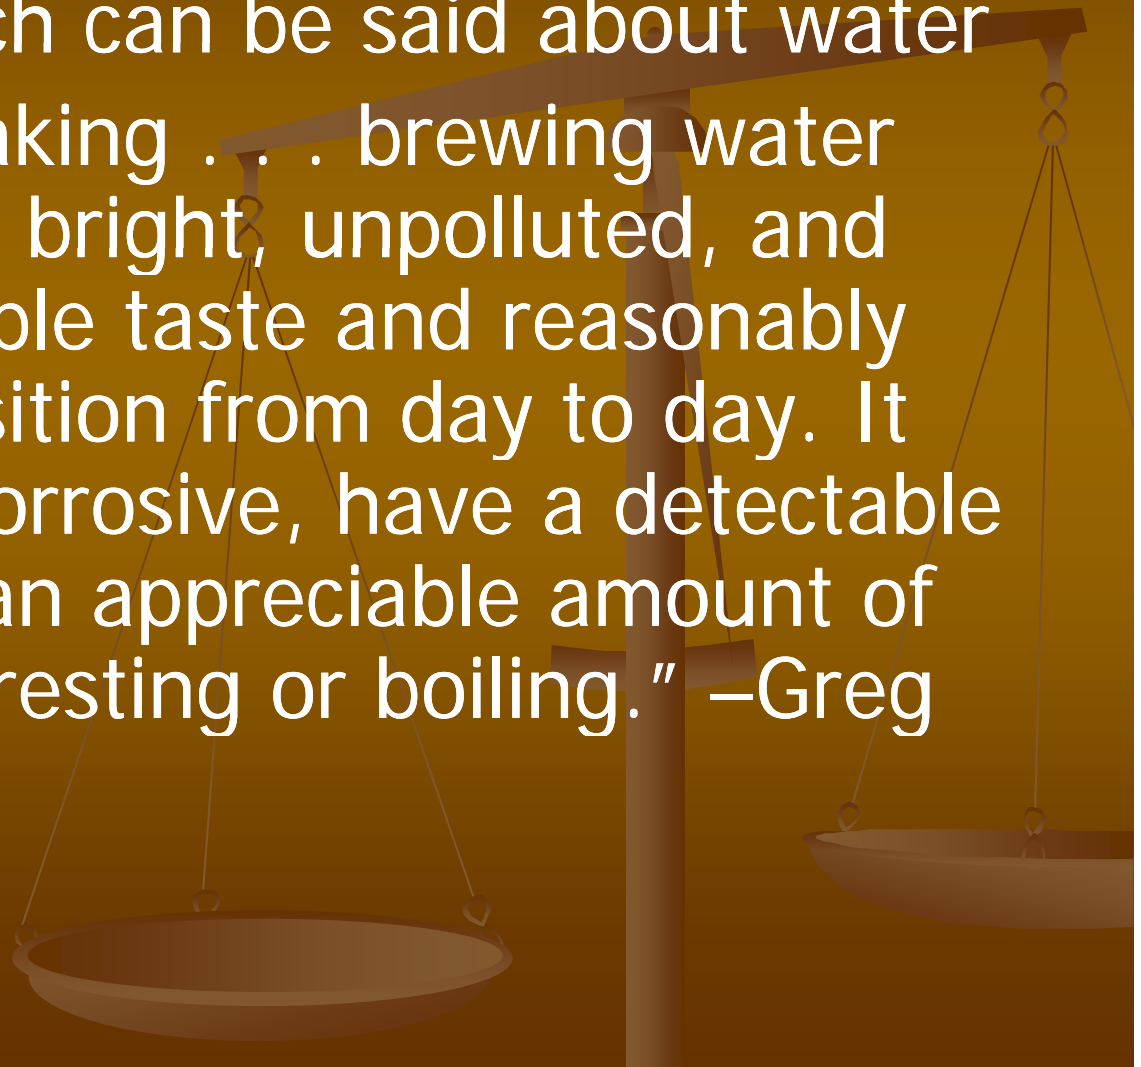 ch can be said about water
aking . . . brewing water
bright, unpolluted, and
ble taste and reasonably
sition from day to day. It
orrosive, have a detectable
an appreciable amount of
resting or boiling.” –Greg